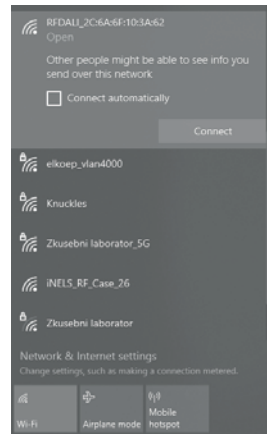 RFDALI_2C:6A:6F:10:3A:62
Open
Other people might be able to see info you
send over this network
Connect automatically
Connect
elkoep_vlan4000
Knuckles
Zkusebni laborator_5G
iNELS_RF_Case_26
Zkusebni laborator
Network & Internet settings
Change settings, such as making a connection metered.
Wi-Fi
Airplane mode
Mobile
hotspot